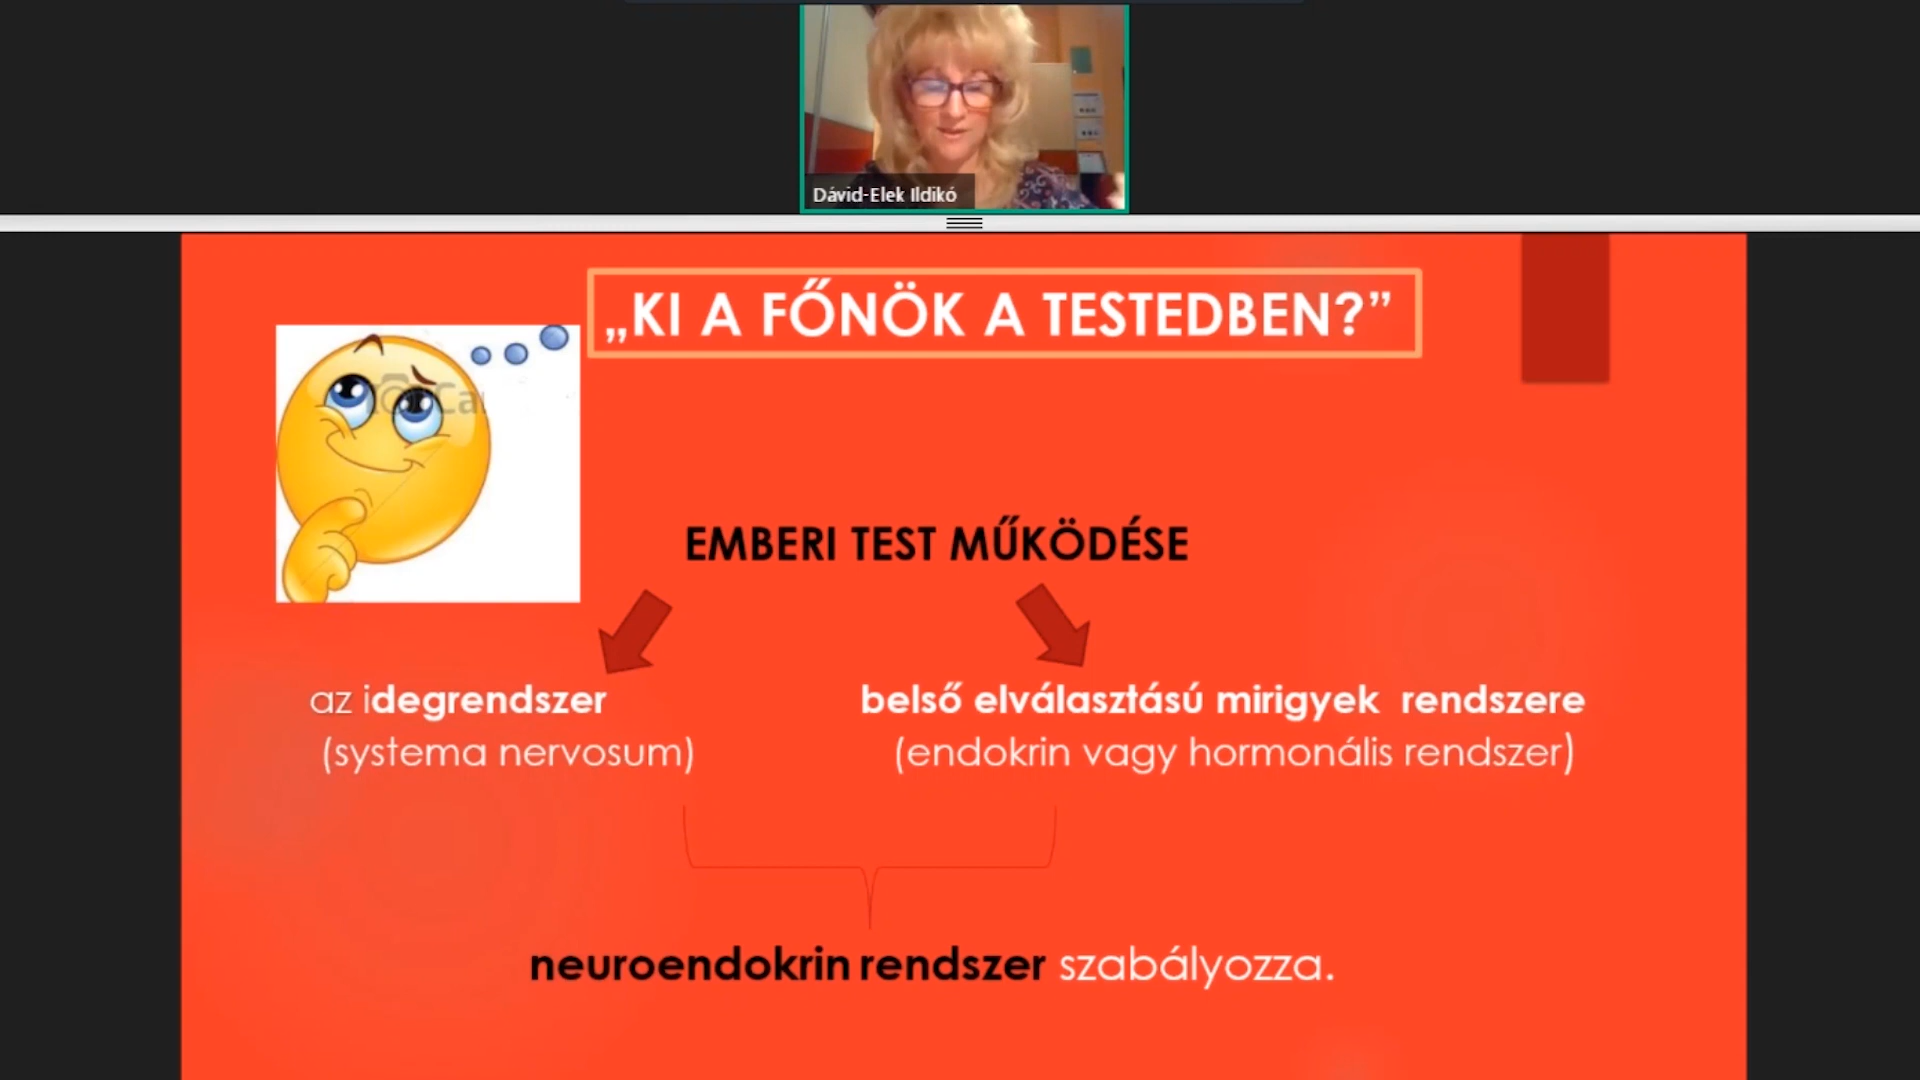 Dávid-Elek Ildikó
„KI A FŐNÖK A TESTEDBEN?”
Ca
EMBERI TEST MŰKÖDÉSE
az idegrendszer
(systema nervosum)
belső elválasztású mirigyek rendszere
(endokrin vagy hormonális rendszer)
neuroendokrin rendszer szabályozza.